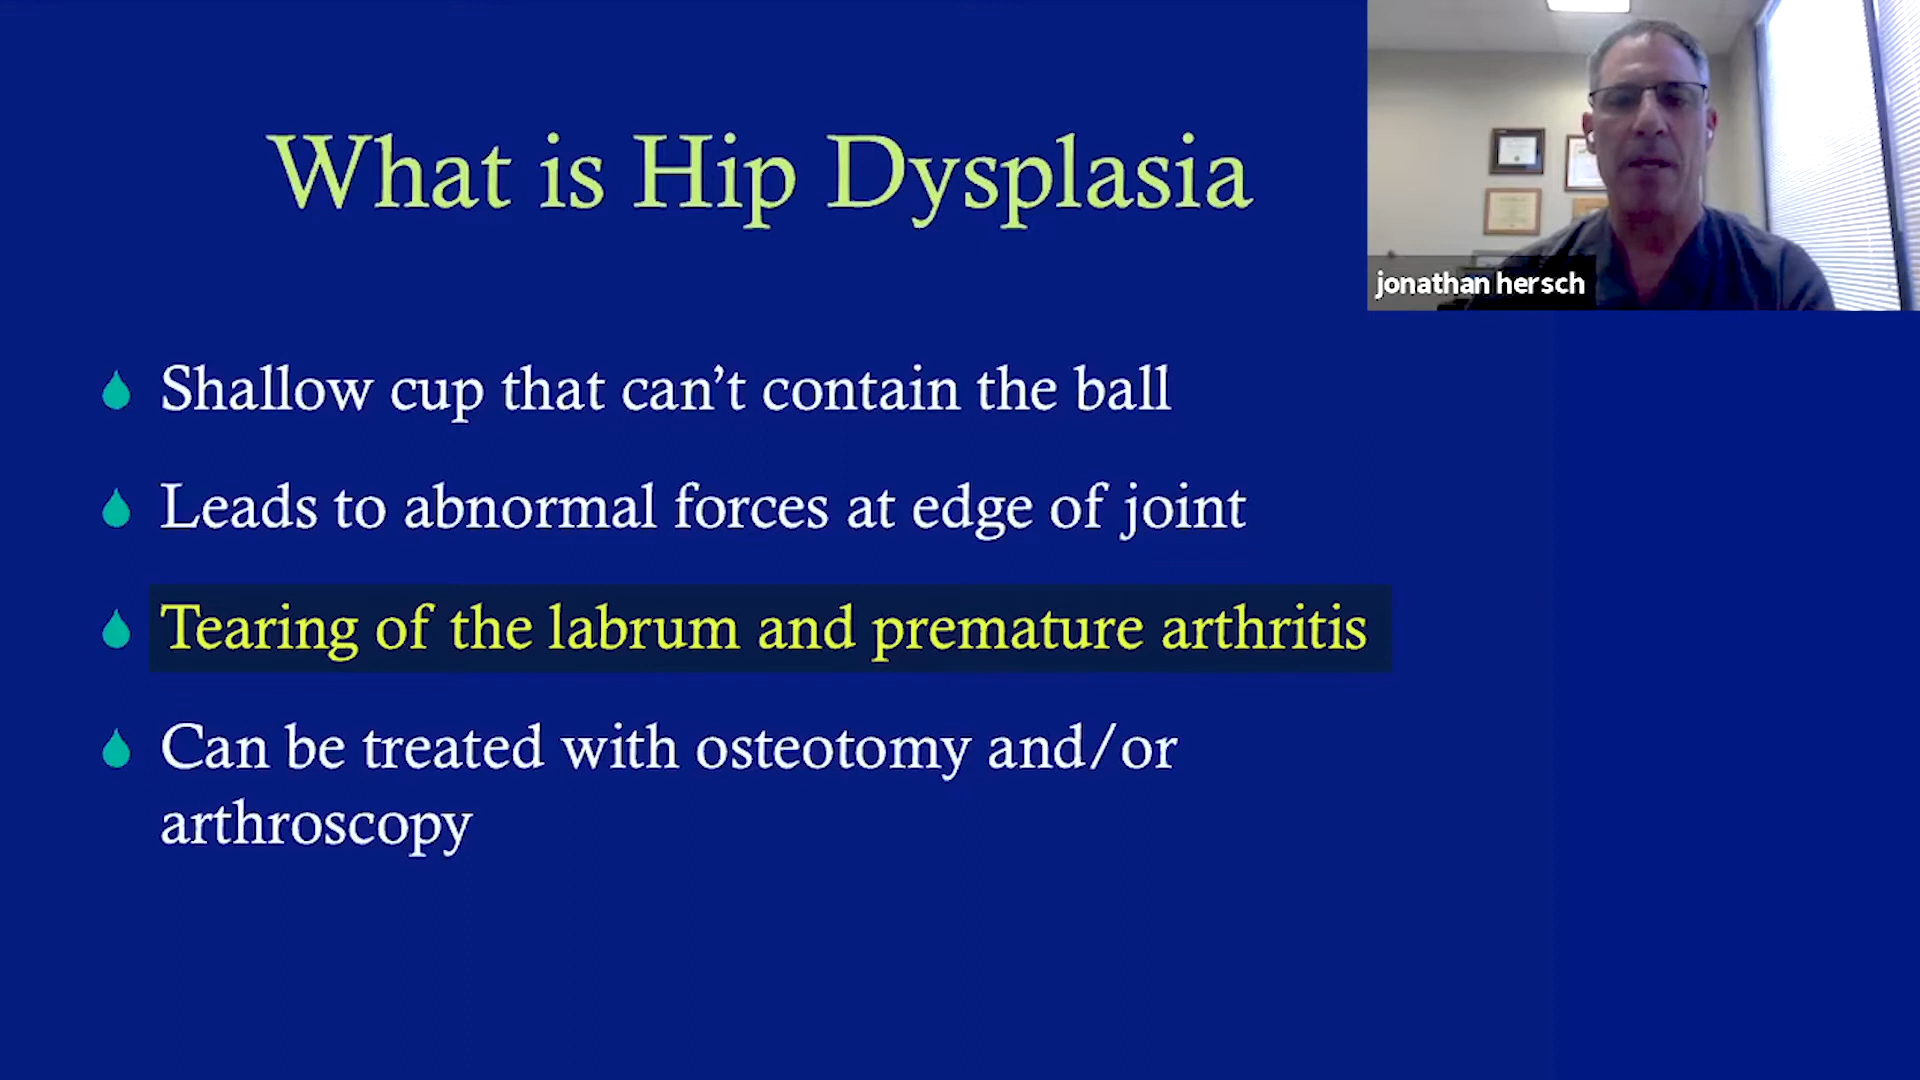 What is Hip Dysplasia
jonathan hersch
Shallow cup that can’t contain the ball
Leads to abnormal forces at edge of joint
Tearing of the labrum and premature arthritis
Can be treated with osteotomy and/or
arthroscopy